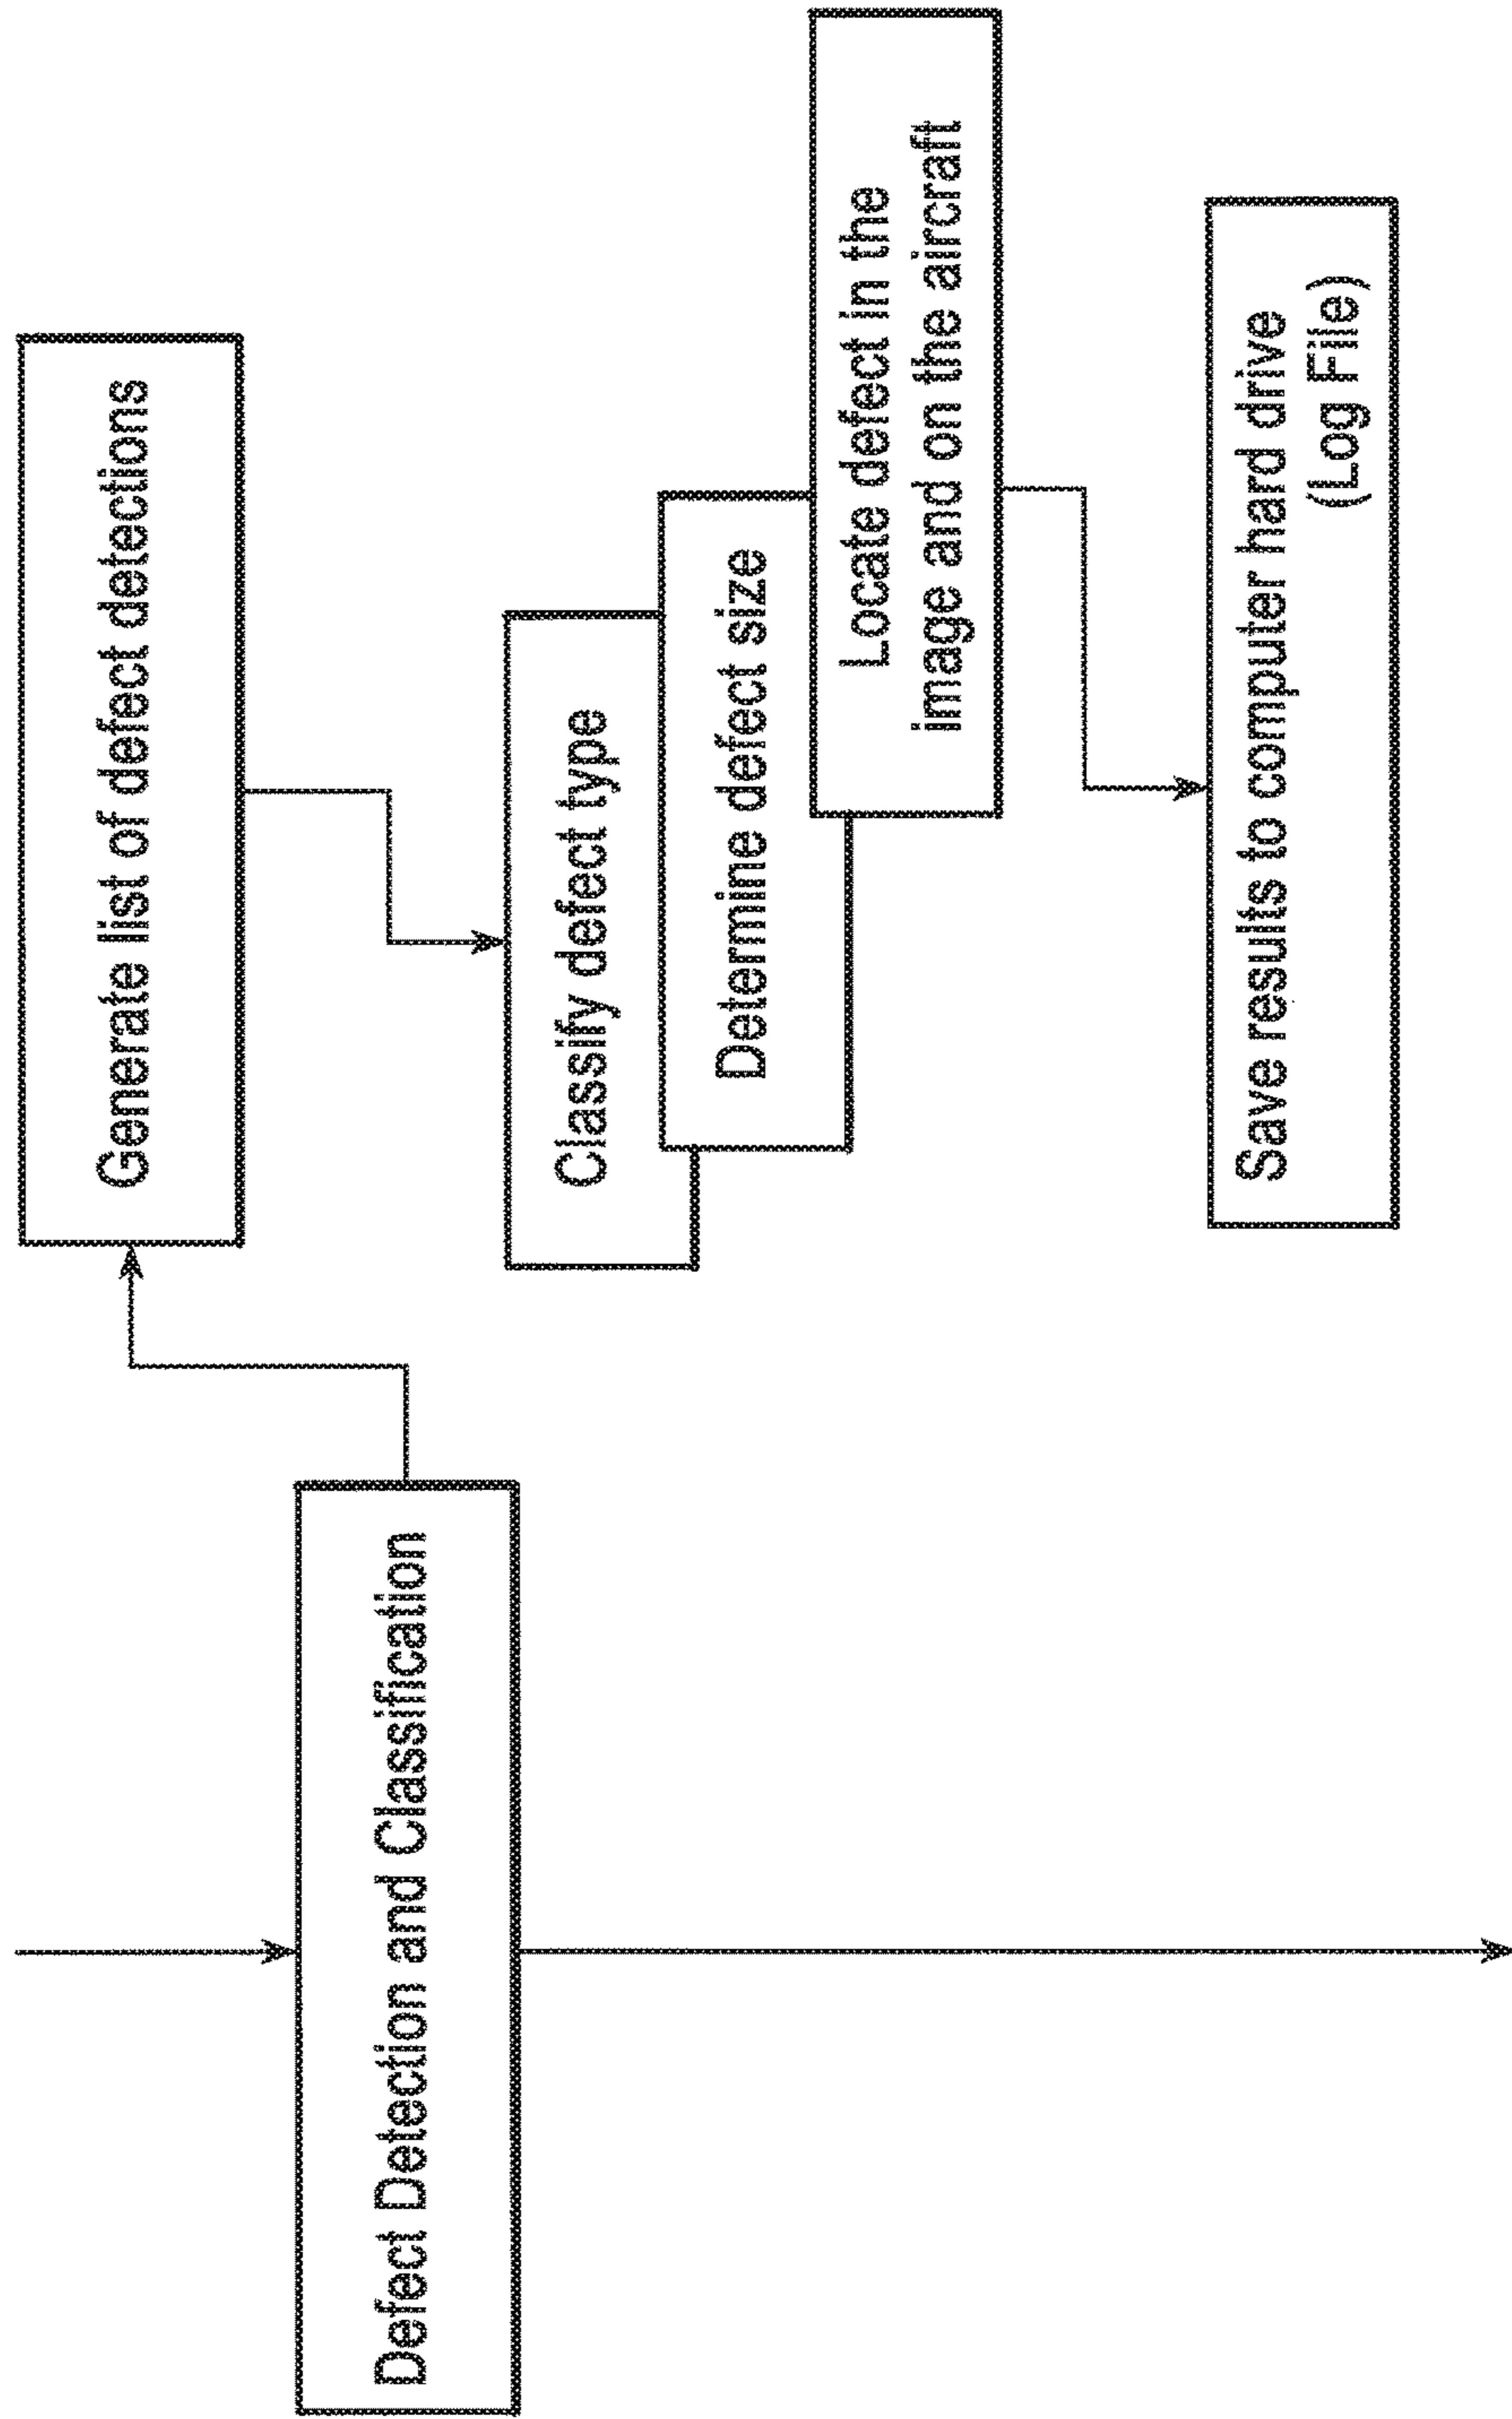 Defect Detection and Classification
Generate list of defect detections
Classify defect type
Determine defect size
Locate defect in the
image and on the aircraft
Save results to computer hard drive
(Log File)